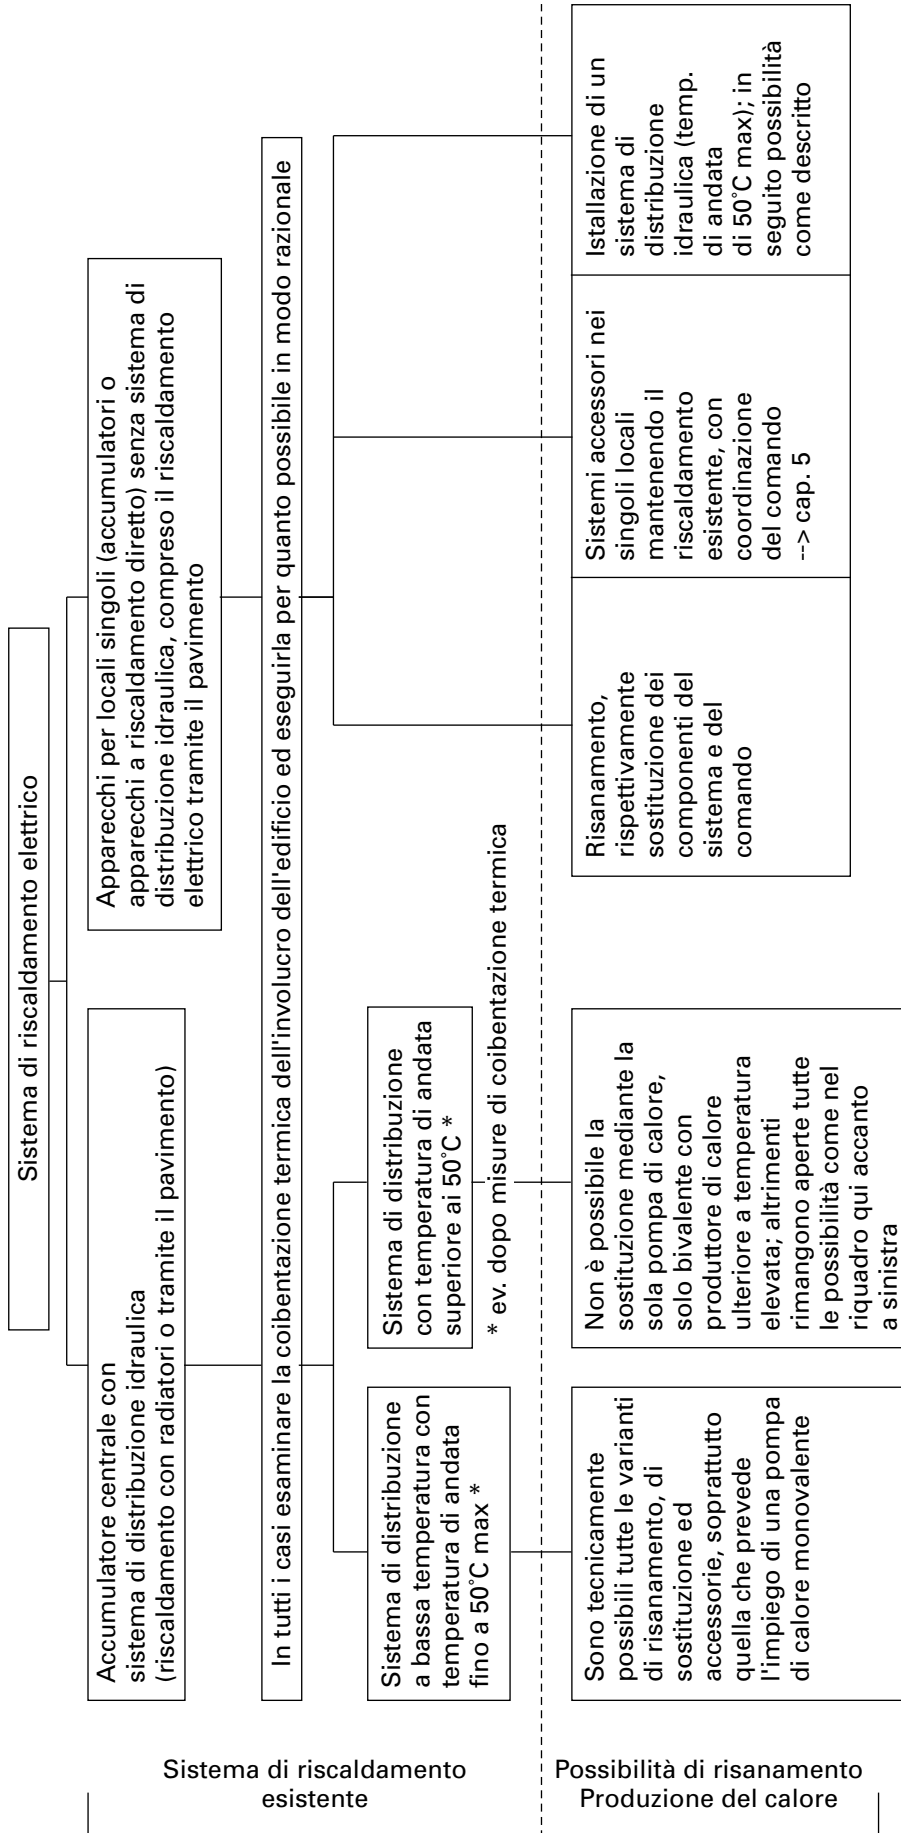 Sistema di riscaldamento elettrico
Accumulatore centrale con
sistema di distribuzione idraulica
(riscaldamento con radiatori o tramite il pavimento)
Apparecchi per locali singoli (accumulatori o
apparecchi a riscaldamento diretto) senza sistema di
distribuzione idraulica, compreso il riscaldamento
elettrico tramite il pavimento
In tutti i casi esaminare la coibentazione termica dell'involucro dell'edificio ed eseguirla per quanto possibile in modo razionale
Sistema di riscaldamento
esistente
Sistema di distribuzione
a bassa temperatura con
temperatura di andata
fino a 50°C max *
Sistema di distribuzione
con temperatura di andata
superiore ai 50°C *
* ev. dopo misure di coibentazione termica
Possibilità di risanamento
Produzione del calore
Sono tecnicamente
possibili tutte le varianti
di risanamento, di
sostituzione ed
accessorie, soprattutto
quella che prevede
l'impiego di una pompa
di calore monovalente
Non è possibile la
sostituzione mediante la
sola pompa di calore,
solo bivalente con
produttore di calore
ulteriore a temperatura
elevata; altrimenti
rimangono aperte tutte
le possibilità come nel
riquadro qui accanto
a sinistra
Risanamento,
rispettivamente
sostituzione dei
componenti del
sistema e del
comando
Sistemi accessori nei
singoli locali
mantenendo il
riscaldamento
esistente, con
coordinazione
del comando
--> cap. 5
Istallazione di un
sistema di
distribuzione
idraulica (temp.
di andata
di 50°C max); in
seguito possibilità
come descritto